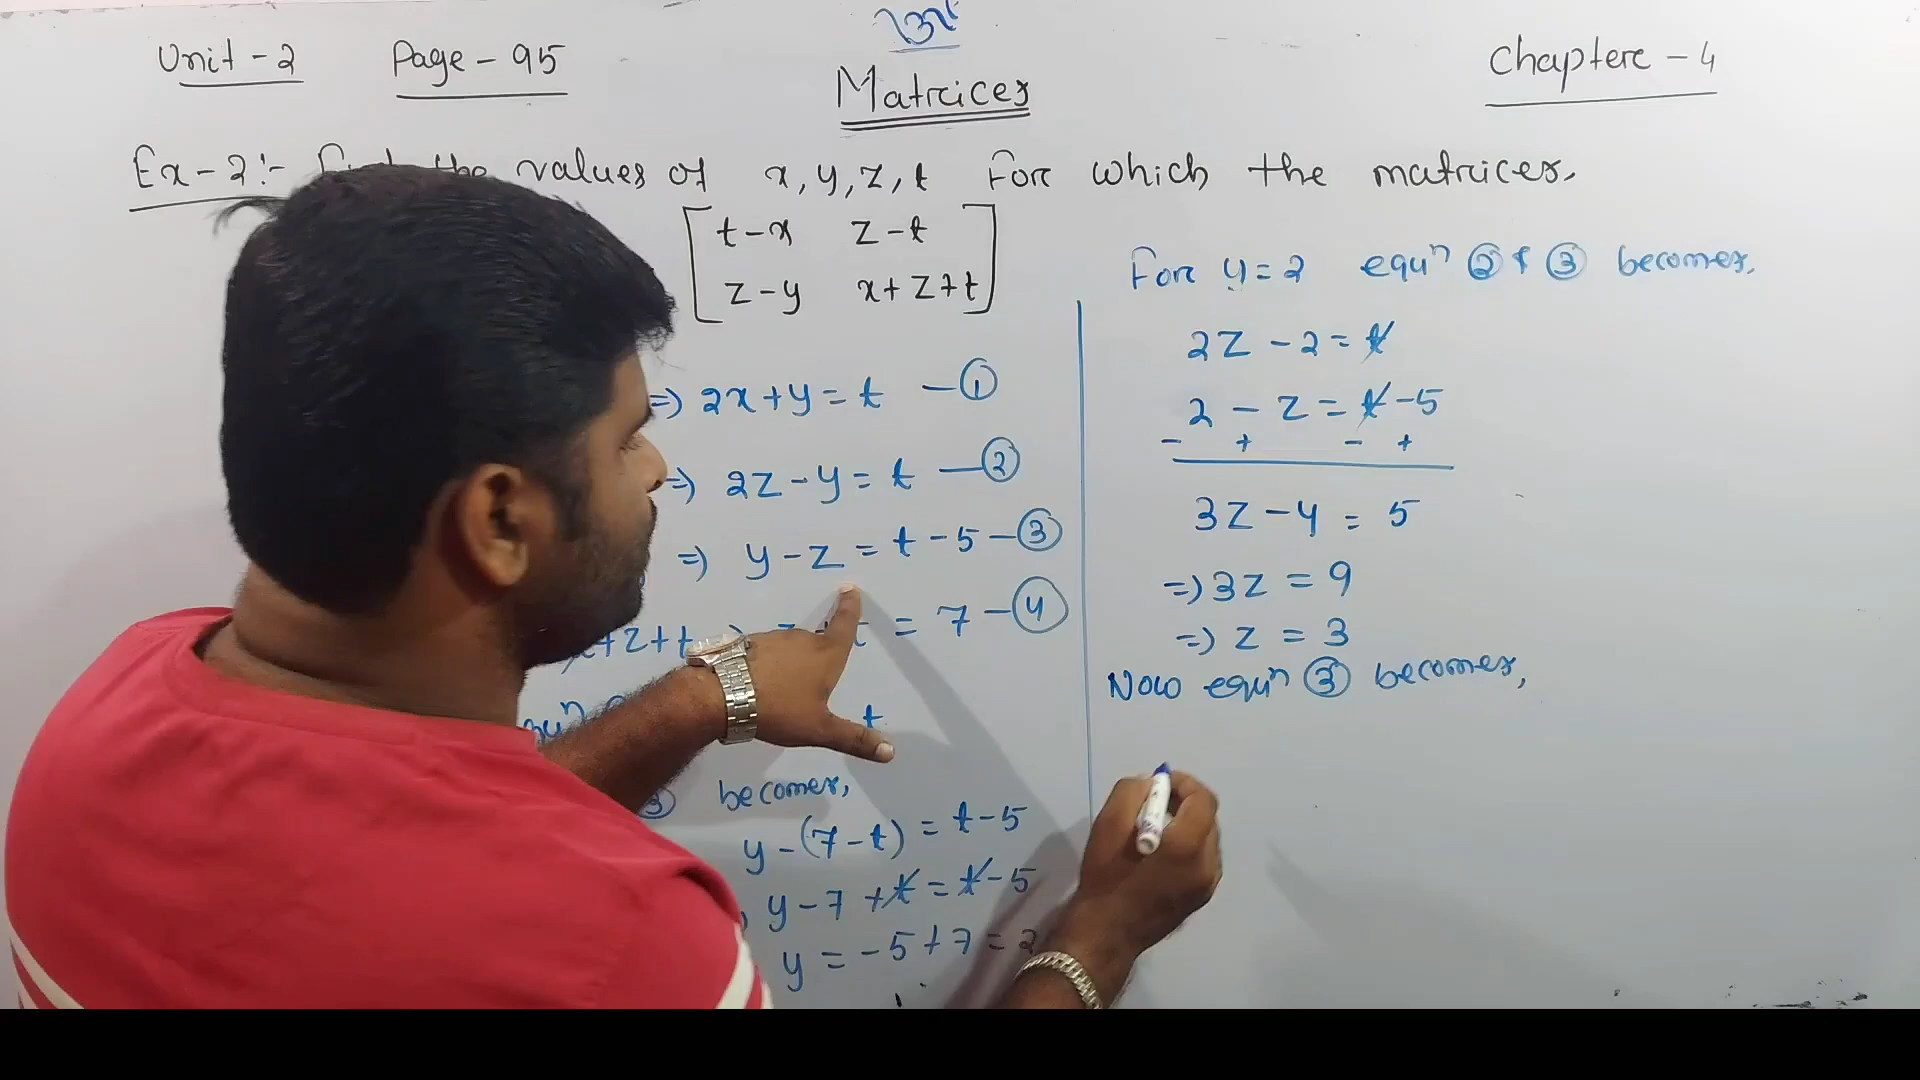 Unit - 2 Page - 95 Chapter - 4
Matrices
Ex - 2:- the values of x, y, z, t for which the matrices.
[ t - x z - t
z - y x + z + t ]
=> 2x + y = t - ①
=> 2z - y = t - ②
=> y - z = t - 5 - ③
x + z + t => = 7 - ④
t
③ becomes,
y - (7 - t) = t - 5
y - 7 + t = t - 5
y = - 5 + 7 = 2
For y = 2 equⁿ ② & ③ becomes,
2z - 2 = t
2 - z = t - 5
- + - +
3z - 4 = 5
=> 3z = 9
=> z = 3
Now equⁿ ③ becomes,